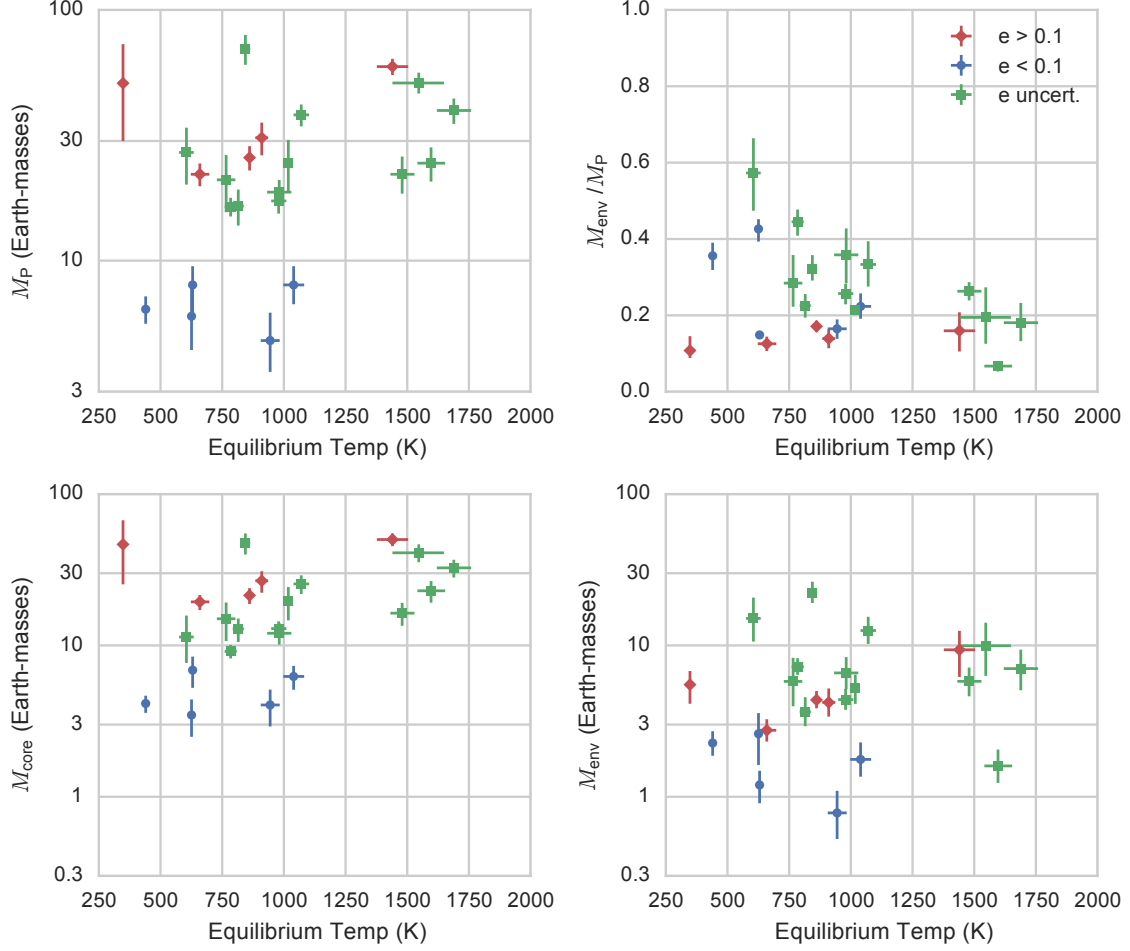 100
30
10
3
M_P (Earth-masses)
250 500 750 1000 1250 1500 1750 2000
Equilibrium Temp (K)
1.0
0.8
0.6
0.4
0.2
0.0
M_env / M_P
e > 0.1
e < 0.1
e uncert.
250 500 750 1000 1250 1500 1750 2000
Equilibrium Temp (K)
100
30
10
3
1
0.3
M_core (Earth-masses)
250 500 750 1000 1250 1500 1750 2000
Equilibrium Temp (K)
100
30
10
3
1
0.3
M_env (Earth-masses)
250 500 750 1000 1250 1500 1750 2000
Equilibrium Temp (K)